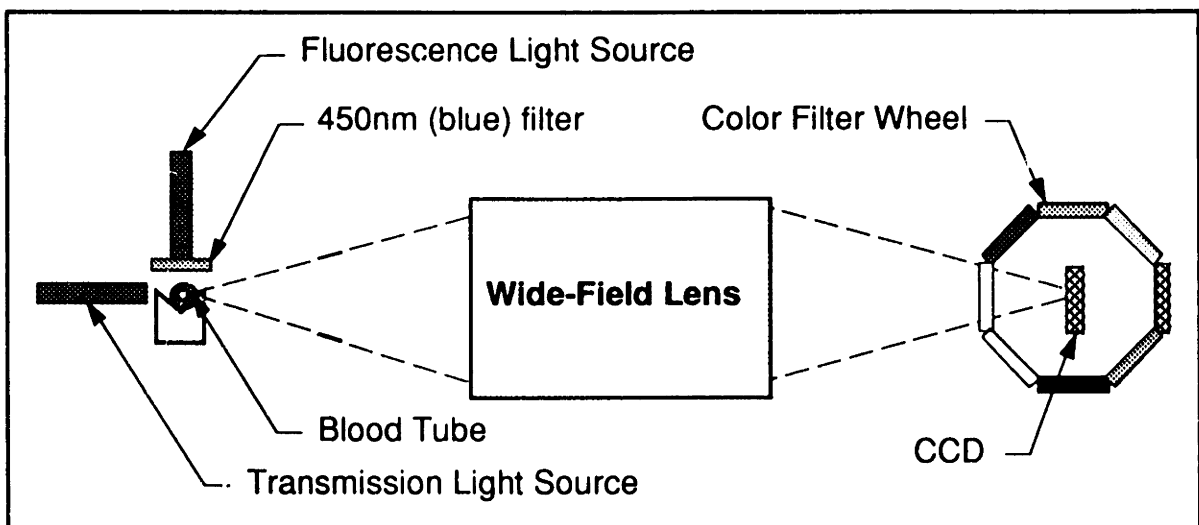 Fluorescence Light Source
450nm (blue) filter
Color Filter Wheel
Wide-Field Lens
Blood Tube
CCD
Transmission Light Source